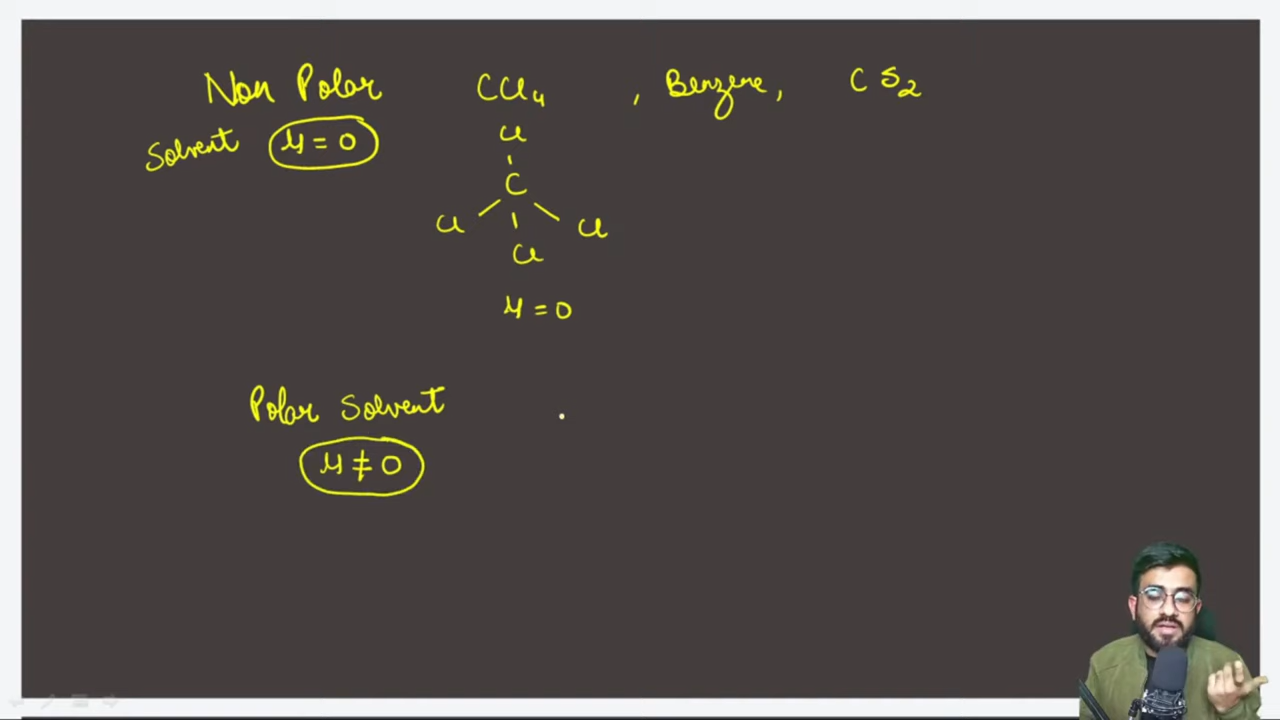 Non Polar CCl4 , Benzene, CS2
Solvent μ = 0
Cl
C
Cl Cl
Cl
μ = 0
Polar Solvent
μ ≠ 0